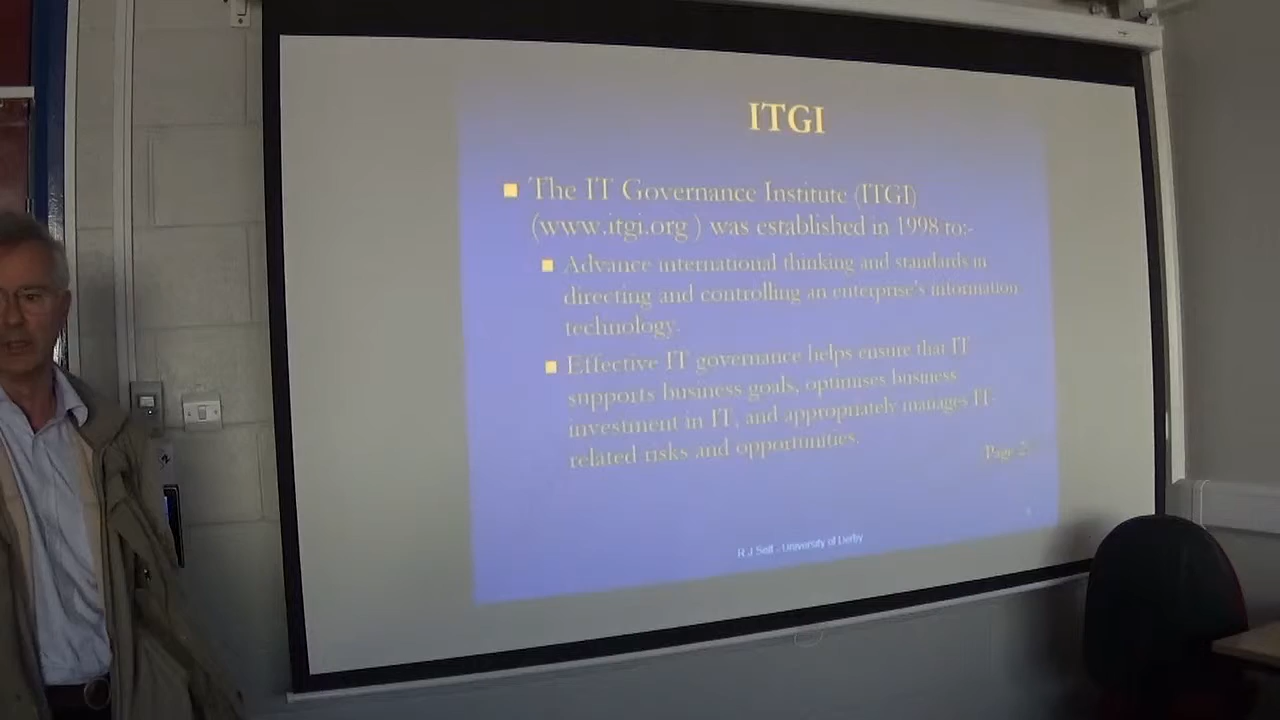 ITGI
The IT Governance Institute (ITGI)
(www.itgi.org ) was established in 1998 to:-
Advance international thinking and standards in
directing and controlling an enterprise's information
technology.
Effective IT governance helps ensure that IT
supports business goals, optimises business
investment in IT, and appropriately manages IT-
related risks and opportunities.
Page 2
R J Self - University of Derby